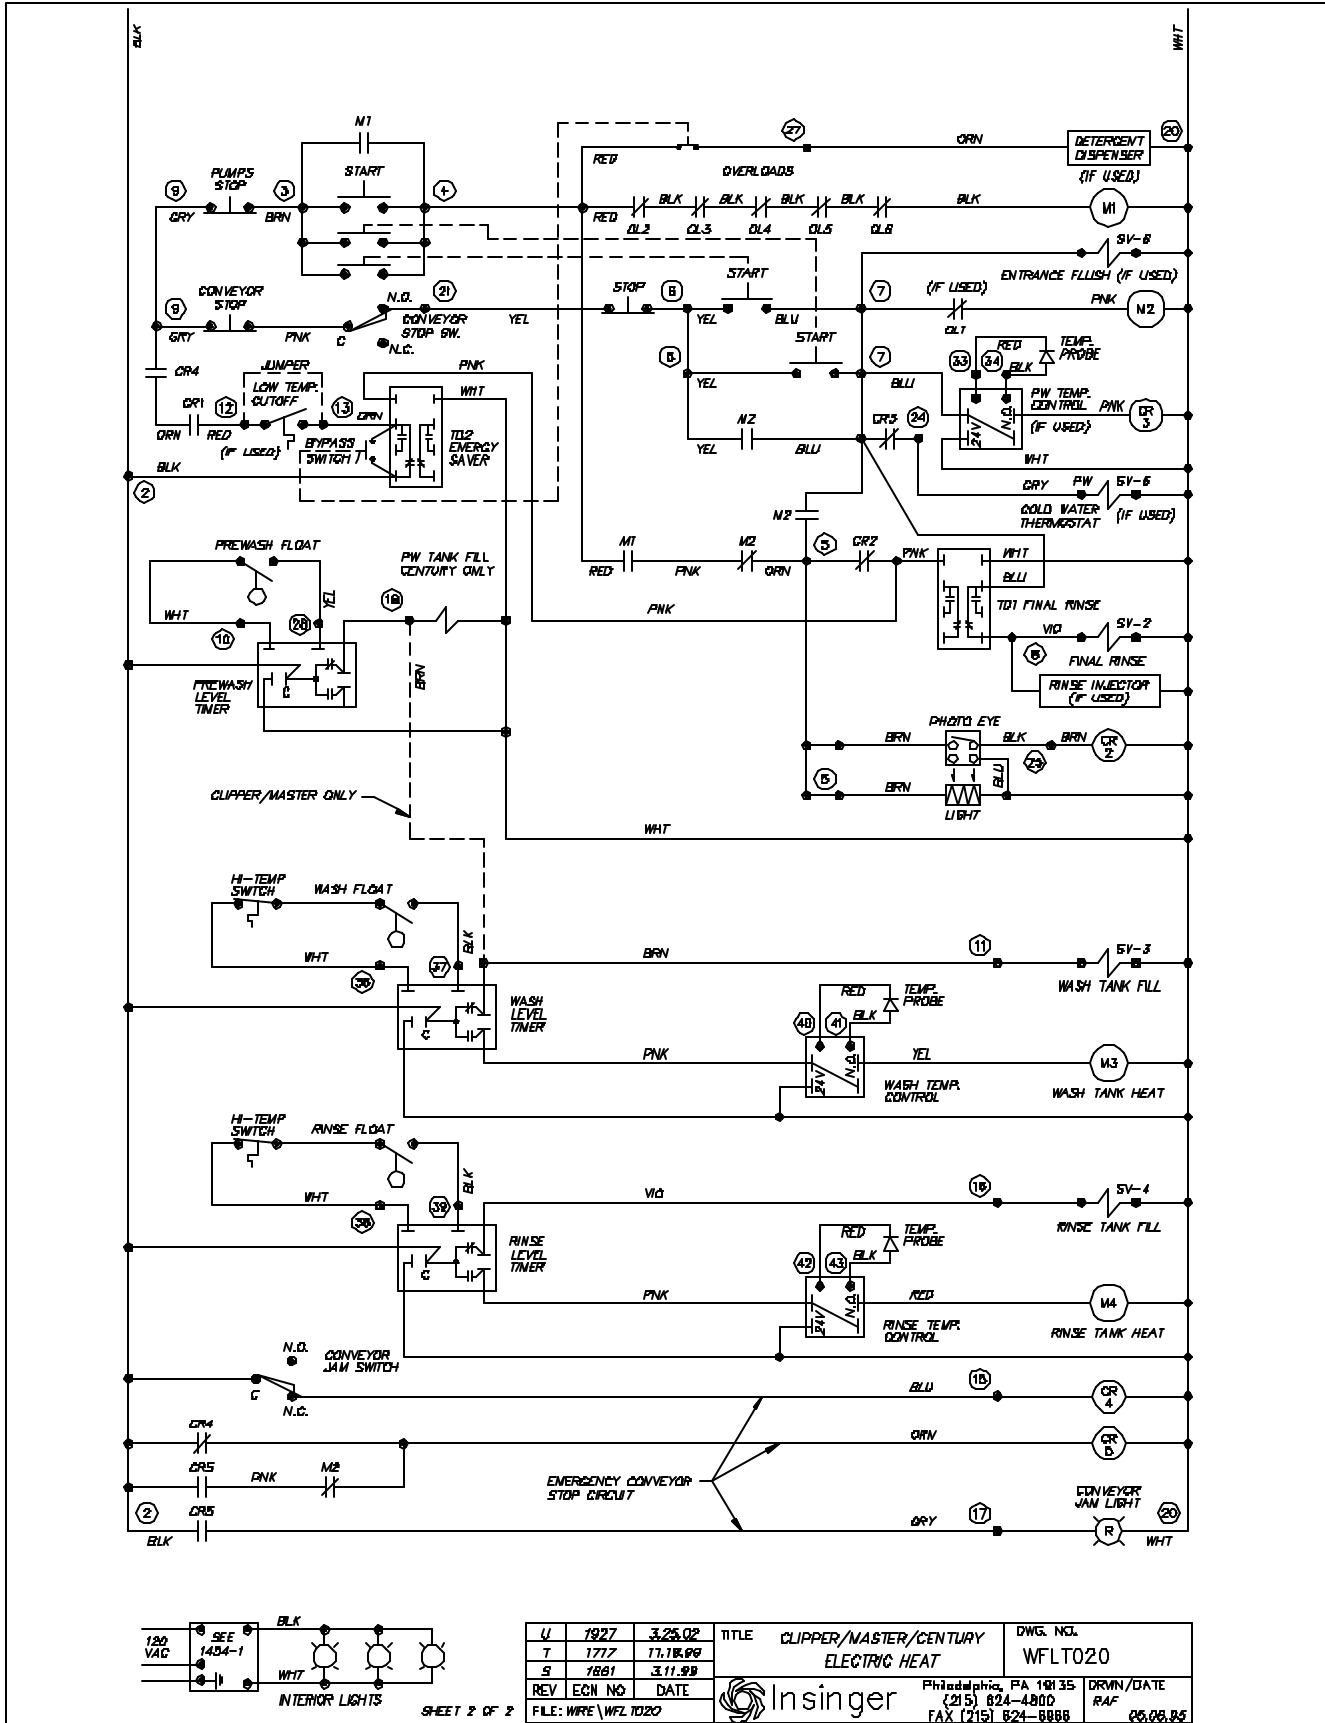 BLK
WHT
M1
27
ORN
DETERGENT
DISPENSER
20
(IF USED)
PUMPS
STOP
START
RED
OVERLOADS
9
3
4
GRY
BRN
RED
BLK
BLK
BLK
BLK
BLK
M1
OL2
OL3
OL4
OL5
OL6
SV-6
ENTRANCE FLUSH (IF USED)
9
CONVEYOR
STOP
N.O.
21
STOP
6
START
7
(IF USED)
PNK
M2
GRY
PNK
C
CONVEYOR
STOP SW.
N.C.
YEL
YEL
BLU
OL1
START
RED
TEMP.
PROBE
CR4
JUMPER
LOW TEMP.
CUTOFF
PNK
WHT
6
7
33
34
BLK
YEL
BLU
CR1
12
13
ORN
PW TEMP.
CONTROL
PNK
CR
3
(IF USED)
ORN
RED
(IF USED)
BYPASS
SWITCH
TD2
ENERGY
SAVER
M2
CR3
24
24V
N.O.
YEL
BLU
WHT
BLK
2
GRY
PW
SV-5
COLD WATER
THERMOSTAT
(IF USED)
M2
PREWASH FLOAT
PW TANK FILL
CENTURY ONLY
M1
M2
5
CR2
PNK
WHT
RED
PNK
ORN
BLU
YEL
WHT
19
PNK
TD1 FINAL RINSE
10
28
VIO
SV-2
8
FINAL RINSE
BRN
PREWASH
LEVEL
TIMER
C
RINSE INJECTOR
(IF USED)
PHOTO EYE
BRN
BLK
BRN
CR
2
CLIPPER/MASTER ONLY
5
BRN
BLU
LIGHT
WHT
HI-TEMP
SWITCH
WASH FLOAT
BLK
WHT
37
BRN
11
SV-3
WASH TANK FILL
WASH
LEVEL
TIMER
C
RED
TEMP.
PROBE
40
41
BLK
PNK
24V
N.O.
YEL
M3
WASH TEMP.
CONTROL
WASH TANK HEAT
HI-TEMP
SWITCH
RINSE FLOAT
BLK
WHT
39
VIO
SV-4
RINSE TANK FILL
RINSE
LEVEL
TIMER
C
RED
TEMP.
PROBE
42
43
BLK
PNK
24V
N.O.
RED
M4
RINSE TEMP.
CONTROL
RINSE TANK HEAT
N.O.
CONVEYOR
JAM SWITCH
C
N.C.
BLU
15
CR
4
CR4
ORN
CR
5
CR5
PNK
M2
EMERGENCY CONVEYOR
STOP CIRCUIT
CONVEYOR
JAM LIGHT
2
CR5
GRY
17
R
20
BLK
WHT
120
VAC
SEE
1454-1
BLK
WHT
INTERIOR LIGHTS
SHEET 2 OF 2
U 1927 3.25.02
T 1777
S 1661 3.11.99
REV ECN NO DATE
FILE: WIRE\WFLT020
TITLE CLIPPER/MASTER/CENTURY
ELECTRIC HEAT
DWG. NO.
WFLT020
Insinger
Philadelphia, PA 19135
(215) 624-4800
FAX (215) 624-6966
DRWN/DATE
RAF